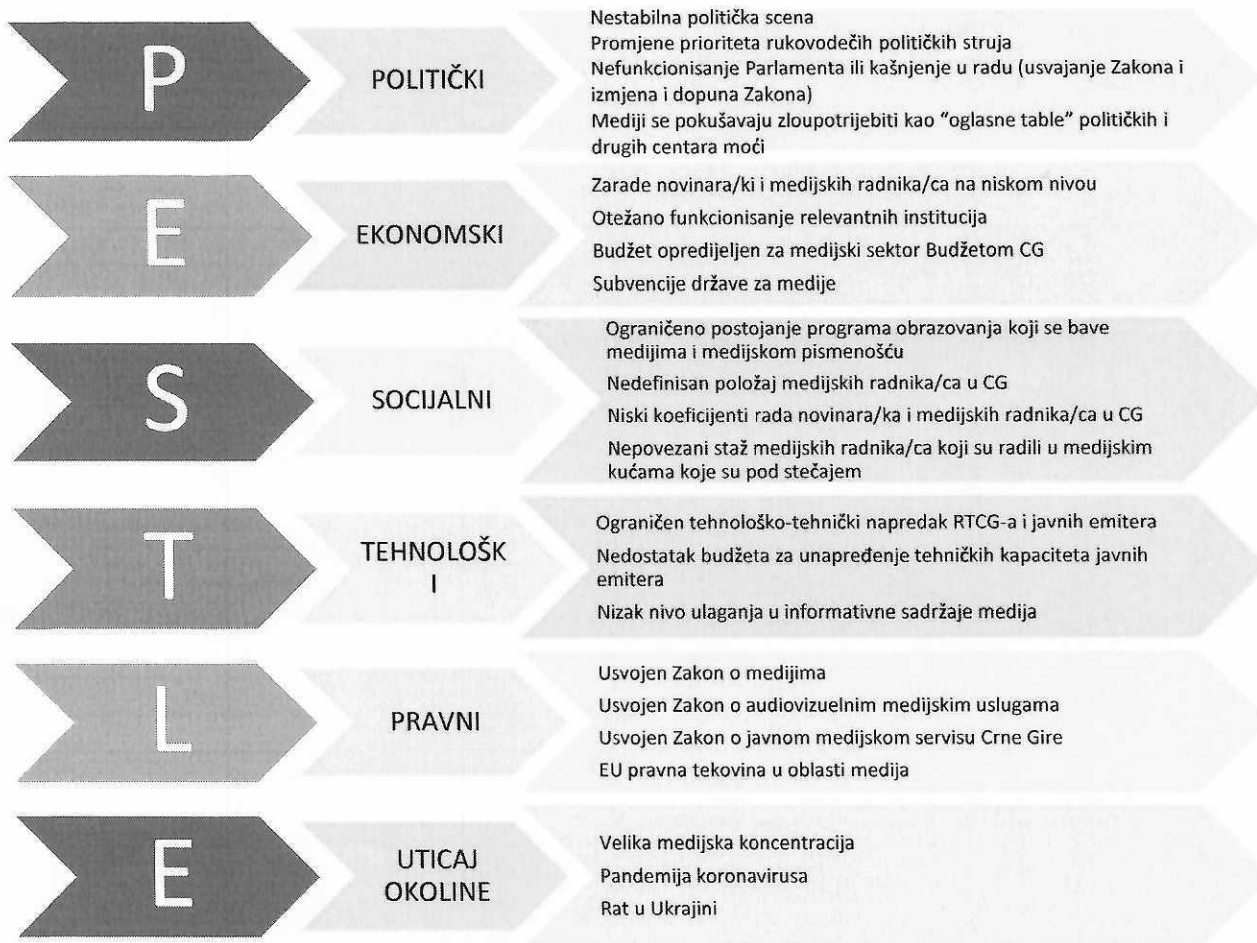 P
POLITIČKI
Nestabilna politička scena
Promjene prioriteta rukovodečih političkih struja
Nefunkcionisanje Parlamenta ili kašnjenje u radu (usvajanje Zakona i
izmjena i dopuna Zakona)
Mediji se pokušavaju zloupotrijebiti kao “oglasne table” političkih i
drugih centara moći
E
EKONOMSKI
Zarade novinara/ki i medijskih radnika/ca na niskom nivou
Otežano funkcionisanje relevantnih institucija
Budžet opredijeljen za medijski sektor Budžetom CG
Subvencije države za medije
S
SOCIJALNI
Ograničeno postojanje programa obrazovanja koji se bave
medijima i medijskom pismenošću
Nedefinisan položaj medijskih radnika/ca u CG
Niski koeficijenti rada novinara/ka i medijskih radnika/ca u CG
Nepovezani staž medijskih radnika/ca koji su radili u medijskim
kućama koje su pod stečajem
T
TEHNOLOŠK
I
Ograničen tehnološko-tehnički napredak RTCG-a i javnih emitera
Nedostatak budžeta za unapređenje tehničkih kapaciteta javnih
emitera
Nizak nivo ulaganja u informativne sadržaje medija
L
PRAVNI
Usvojen Zakon o medijima
Usvojen Zakon o audiovizuelnim medijskim uslugama
Usvojen Zakon o javnom medijskom servisu Crne Gire
EU pravna tekovina u oblasti medija
E
UTICAJ
OKOLINE
Velika medijska koncentracija
Pandemija koronavirusa
Rat u Ukrajini